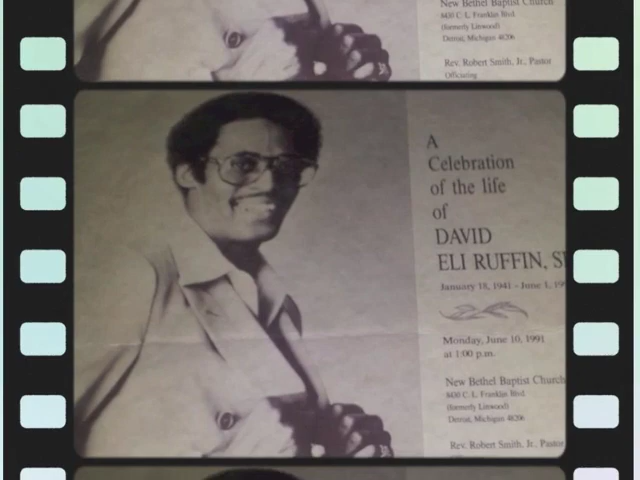 New Bethel Baptist Church
8430 C. L. Franklin Blvd.
(formerly Linwood)
Detroit, Michigan 48206
Rev. Robert Smith, Jr., Pastor
Officiating
A
Celebration
of the life
of
DAVID
ELI RUFFIN, S
January 18, 1941 - June 1, 19
Monday, June 10, 1991
at 1:00 p.m.
New Bethel Baptist Church
8430 C. L. Franklin Blvd.
(formerly Linwood)
Detroit, Michigan 48206
Rev. Robert Smith, Jr., Pastor